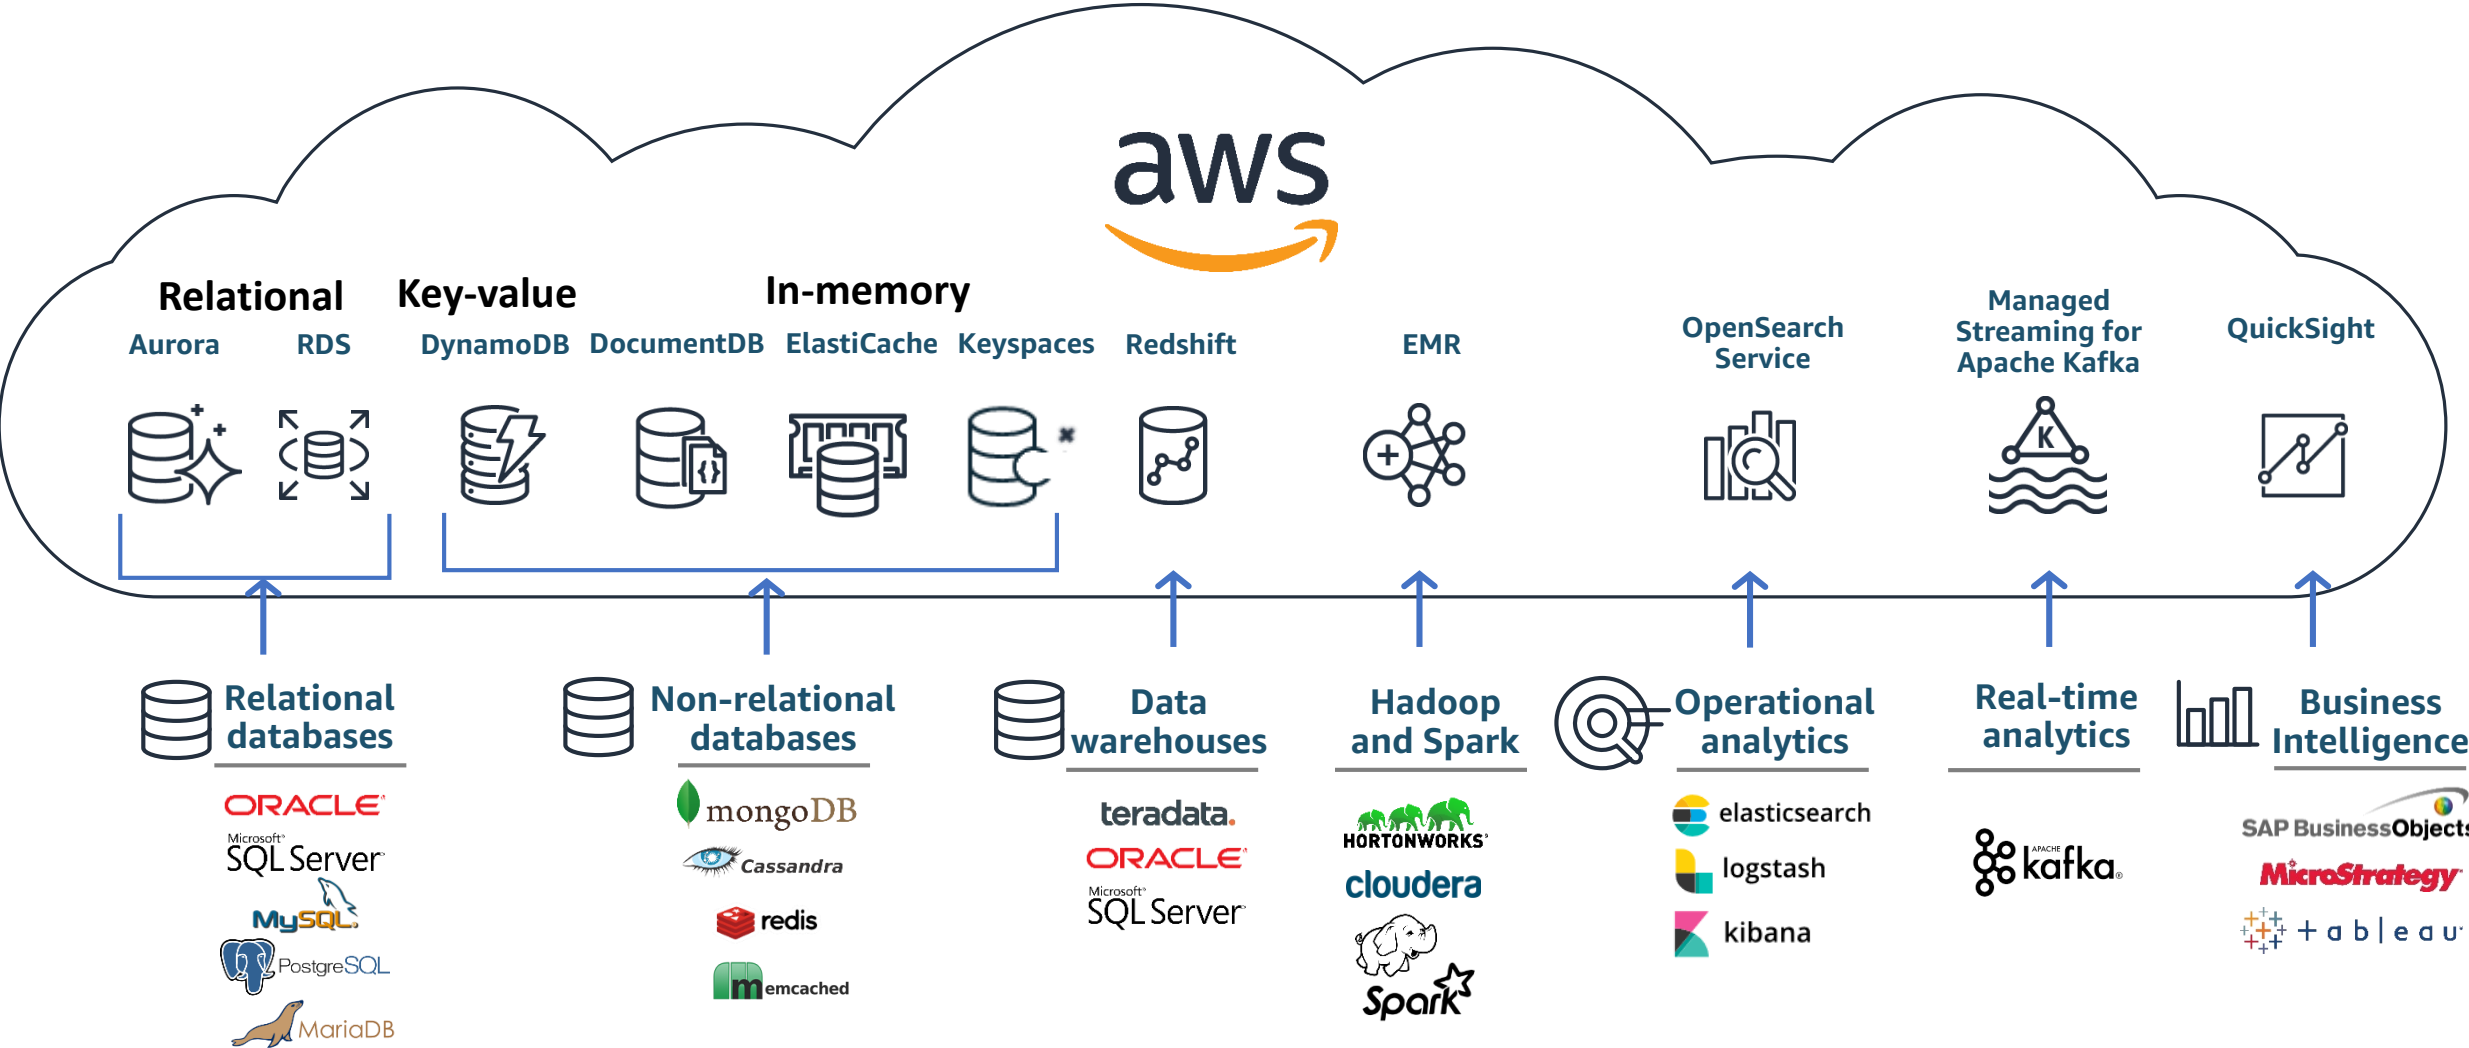 aws
Relational
Key-value
In-memory
Aurora
RDS
DynamoDB
DocumentDB
ElastiCache
Keyspaces
Redshift
EMR
OpenSearch
Service
Managed
Streaming for
Apache Kafka
QuickSight
K
Relational
databases
ORACLE
Microsoft
SQL Server
MySQL
PostgreSQL
MariaDB
Non-relational
databases
mongoDB
Cassandra
redis
memcached
Data
warehouses
teradata.
ORACLE
Microsoft
SQL Server
Hadoop
and Spark
HORTONWORKS
cloudera
Spark
Operational
analytics
elasticsearch
logstash
kibana
Real-time
analytics
APACHE
kafka
Business
Intelligence
SAP BusinessObjects
MicroStrategy
+ableau